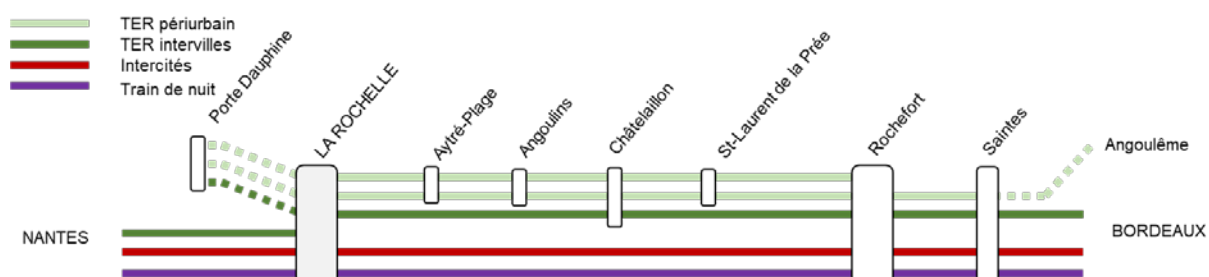 TER périurbain
TER intervilles
Intercités
Train de nuit
Porte Dauphine
LA ROCHELLE
Aytré-Plage
Angoulins
Châtelaillon
St-Laurent de la Prée
Rochefort
Saintes
Angoulême
NANTES
BORDEAUX